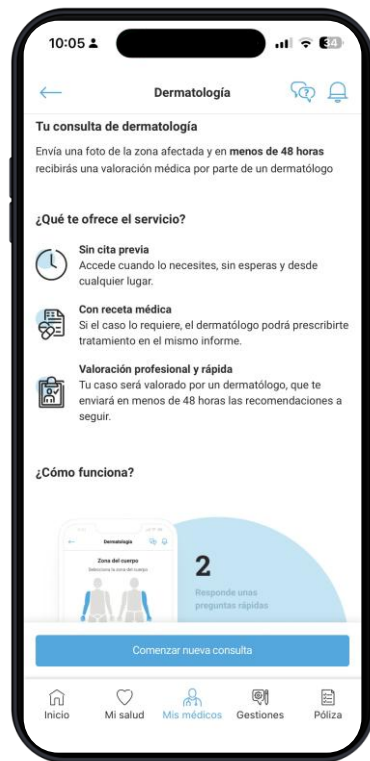 10:05
34
Dermatología
Tu consulta de dermatología
Envía una foto de la zona afectada y en menos de 48 horas
recibirás una valoración médica por parte de un dermatólogo
¿Qué te ofrece el servicio?
Sin cita previa
Accede cuando lo necesites, sin esperas y desde
cualquier lugar.
Con receta médica
Si el caso lo requiere, el dermatólogo podrá prescribirte
tratamiento en el mismo informe.
Valoración profesional y rápida
Tu caso será valorado por un dermatólogo, que te
enviará en menos de 48 horas las recomendaciones a
seguir.
¿Cómo funciona?
Dermatología
Zona del cuerpo
Selecciona la zona del cuerpo
2
Responde unas
preguntas rápidas
Comenzar nueva consulta
Inicio
Mi salud
Mis médicos
Gestiones
Póliza